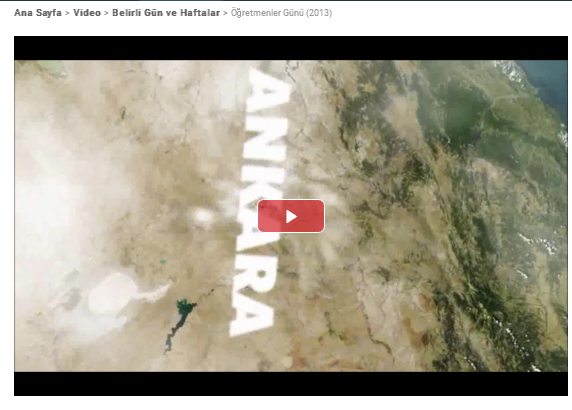 Ana Sayfa > Video > Belirli Gün ve Haftalar > Öğretmenler Günü (2013)
ANKARA